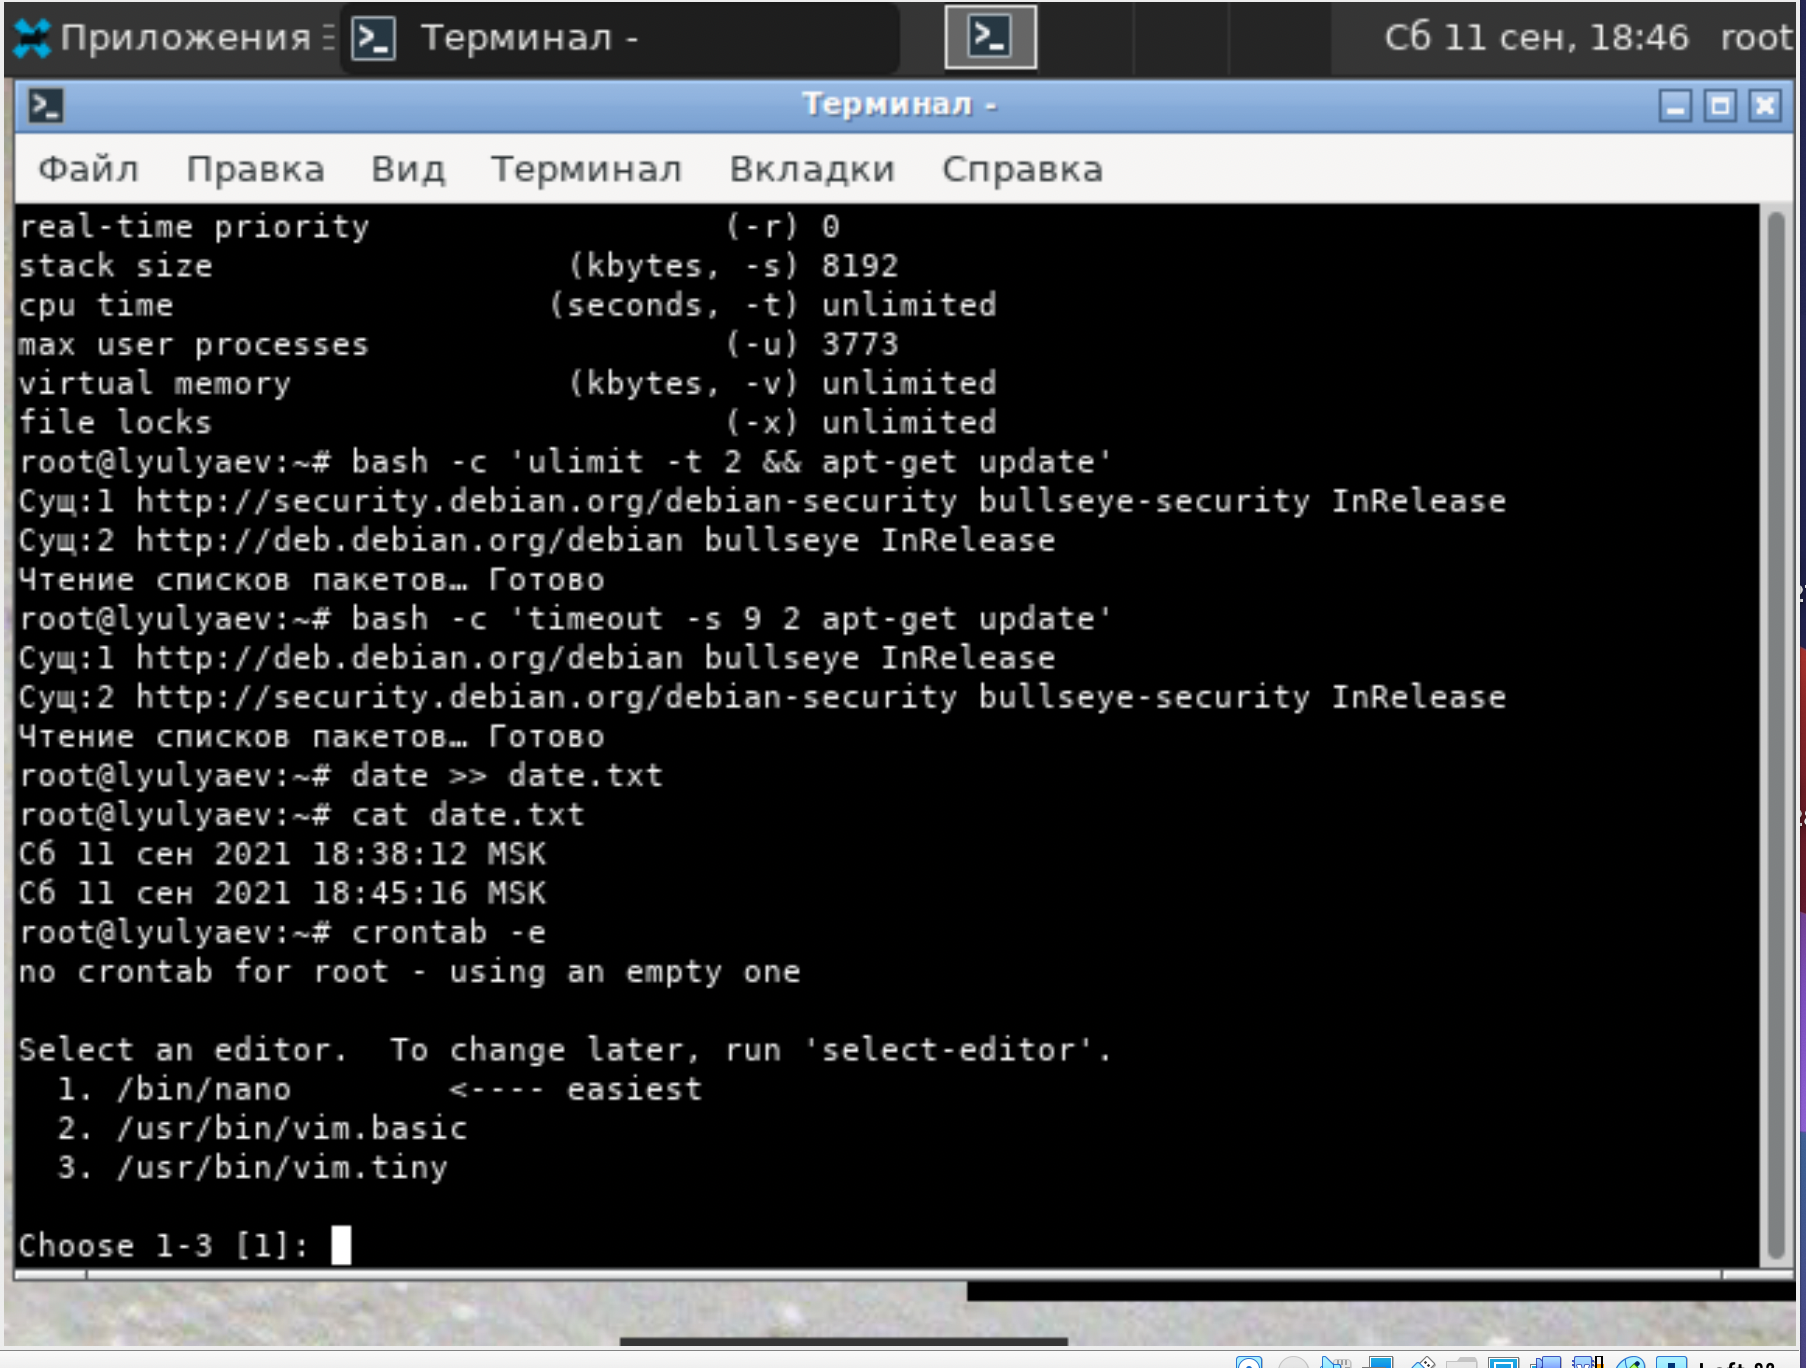 Приложения Терминал - Сб 11 сен, 18:46 root
Терминал -
Файл Правка Вид Терминал Вкладки Справка
real-time priority                  (-r) 0
stack size                  (kbytes, -s) 8192
cpu time                   (seconds, -t) unlimited
max user processes                  (-u) 3773
virtual memory              (kbytes, -v) unlimited
file locks                          (-x) unlimited
root@lyulyaev:~# bash -c 'ulimit -t 2 && apt-get update'
Сущ:1 http://security.debian.org/debian-security bullseye-security InRelease
Сущ:2 http://deb.debian.org/debian bullseye InRelease
Чтение списков пакетов… Готово
root@lyulyaev:~# bash -c 'timeout -s 9 2 apt-get update'
Сущ:1 http://deb.debian.org/debian bullseye InRelease
Сущ:2 http://security.debian.org/debian-security bullseye-security InRelease
Чтение списков пакетов… Готово
root@lyulyaev:~# date >> date.txt
root@lyulyaev:~# cat date.txt
Сб 11 сен 2021 18:38:12 MSK
Сб 11 сен 2021 18:45:16 MSK
root@lyulyaev:~# crontab -e
no crontab for root - using an empty one
Select an editor.  To change later, run 'select-editor'.
  1. /bin/nano        <---- easiest
  2. /usr/bin/vim.basic
  3. /usr/bin/vim.tiny
Choose 1-3 [1]: